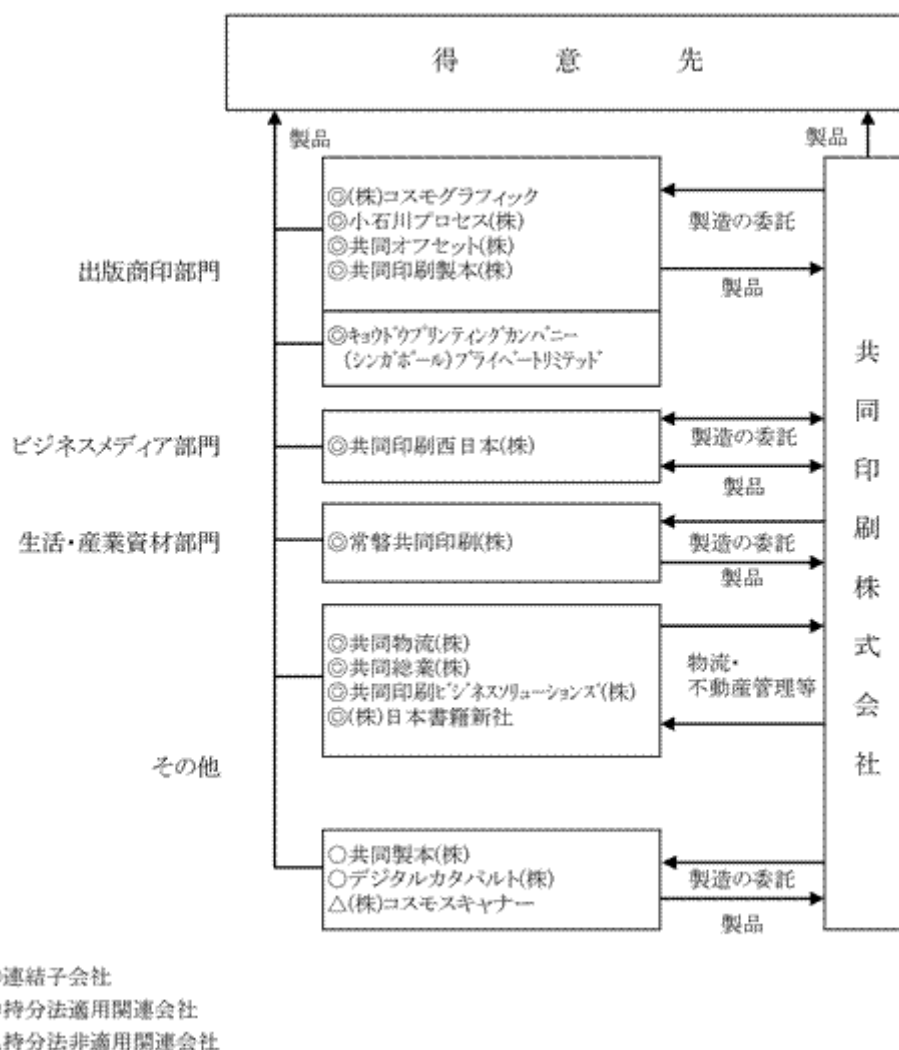 得意先
製品
製品
◎(株)コスモグラフィック
◎小石川プロセス(株)
◎共同オフセット(株)
◎共同印刷製本(株)
製造の委託
製品
出版商印部門
◎キョウドウプリンティングカンパニー
(シンガポール)プライベートリミテッド
ビジネスメディア部門
◎共同印刷西日本(株)
製造の委託
製品
生活・産業資材部門
◎常磐共同印刷(株)
製造の委託
製品
◎共同物流(株)
◎共同総業(株)
◎共同印刷ビジネスソリューションズ(株)
◎(株)日本書籍新社
物流・
不動産管理等
その他
○共同製本(株)
○デジタルカタパルト(株)
△(株)コスモスキャナー
製造の委託
製品
共同印刷株式会社
連結子会社
持分法適用関連会社
持分法非適用関連会社